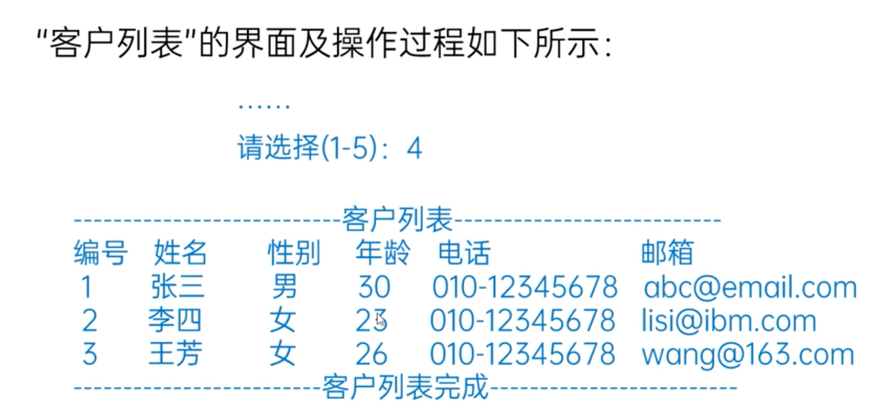 “客户列表”的界面及操作过程如下所示：
……
请选择(1-5)：4
---------------------------客户列表---------------------------
编号 姓名 性别 年龄 电话 邮箱
1 张三 男 30 010-12345678 abc@email.com
2 李四 女 23 010-12345678 lisi@ibm.com
3 王芳 女 26 010-12345678 wang@163.com
-------------------------客户列表完成-------------------------